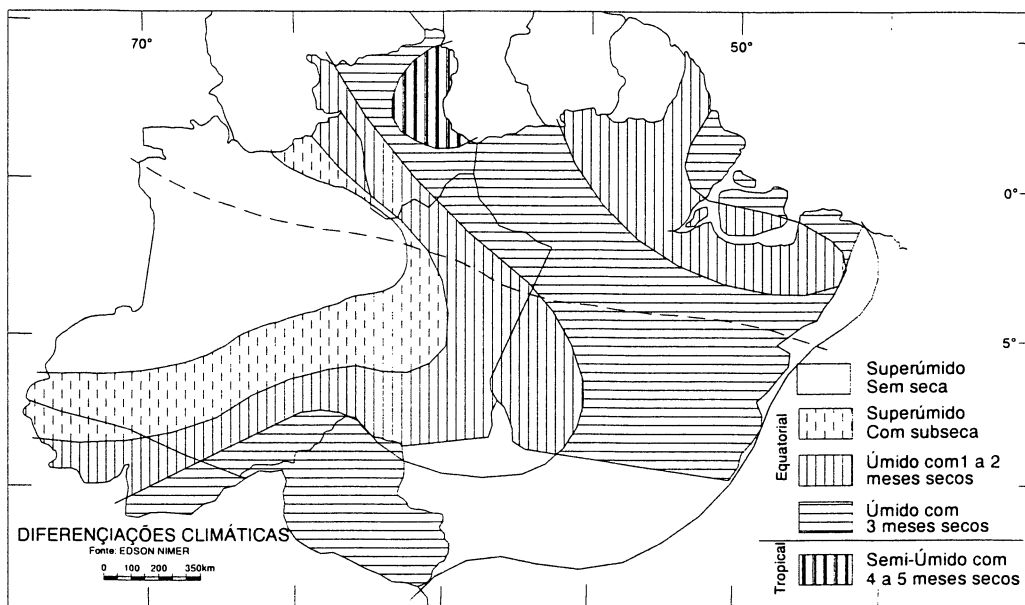 70°
50°
0°
5°
Superúmido
Sem seca
Superúmido
Com subseca
Equatorial
Úmido com1 a 2
meses secos
Úmido com
3 meses secos
Tropical
Semi-Úmido com
4 a 5 meses secos
DIFERENÇIAÇÕES CLIMÁTICAS
Fonte: EDSON NIMER
0 100 200 350km